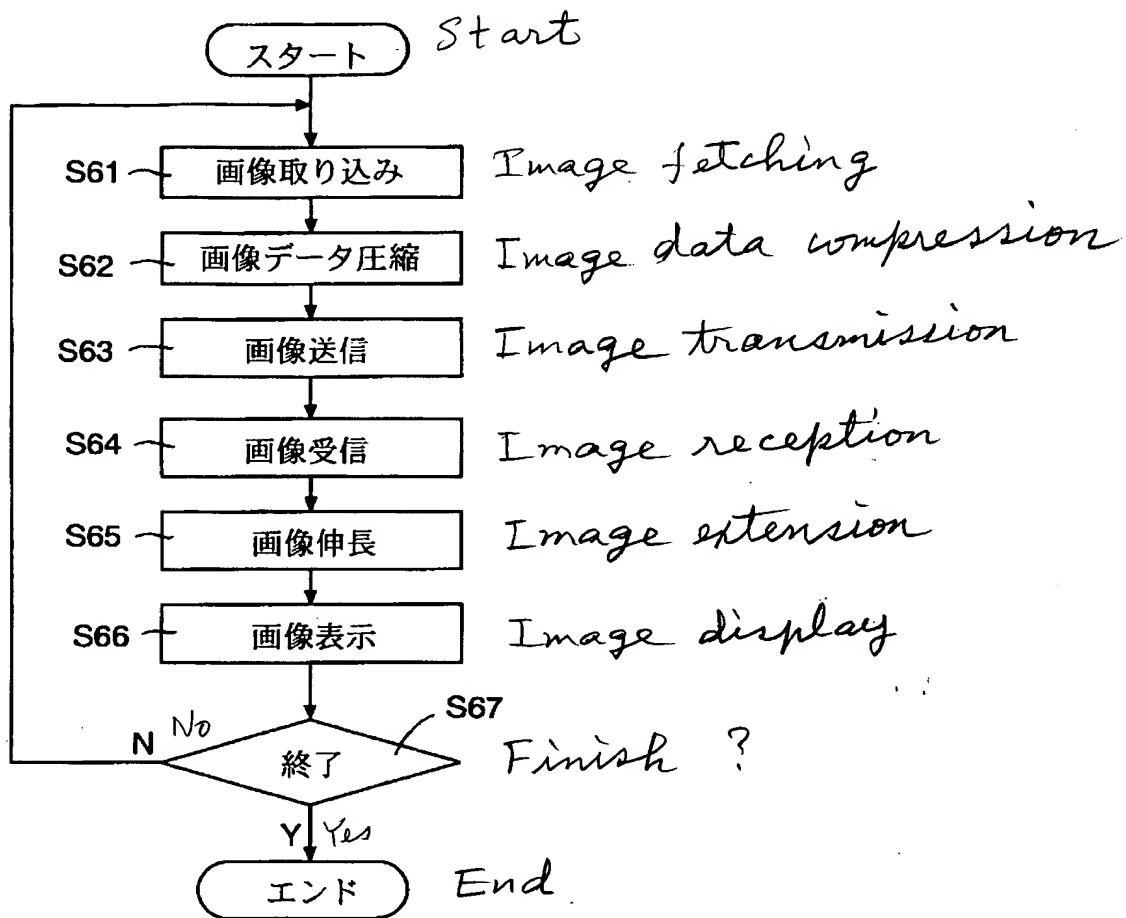 スタート Start
S61 画像取り込み Image fetching
S62 画像データ圧縮 Image data compression
S63 画像送信 Image transmission
S64 画像受信 Image reception
S65 画像伸長 Image extension
S66 画像表示 Image display
S67
N No 終了 Finish ?
Y Yes
エンド End